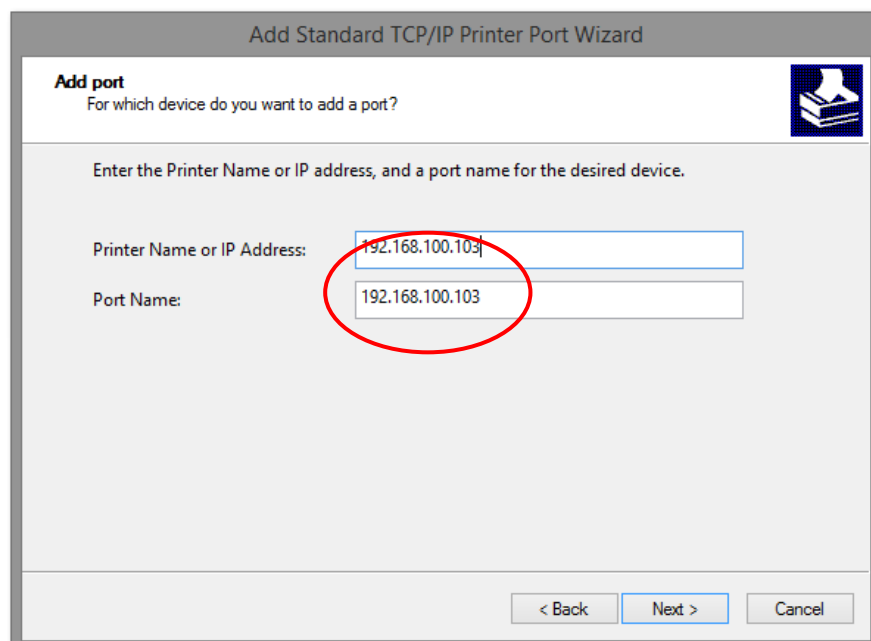 Add Standard TCP/IP Printer Port Wizard
Add port
For which device do you want to add a port?
Enter the Printer Name or IP address, and a port name for the desired device.
Printer Name or IP Address: 192.168.100.103
Port Name: 192.168.100.103
< Back Next > Cancel